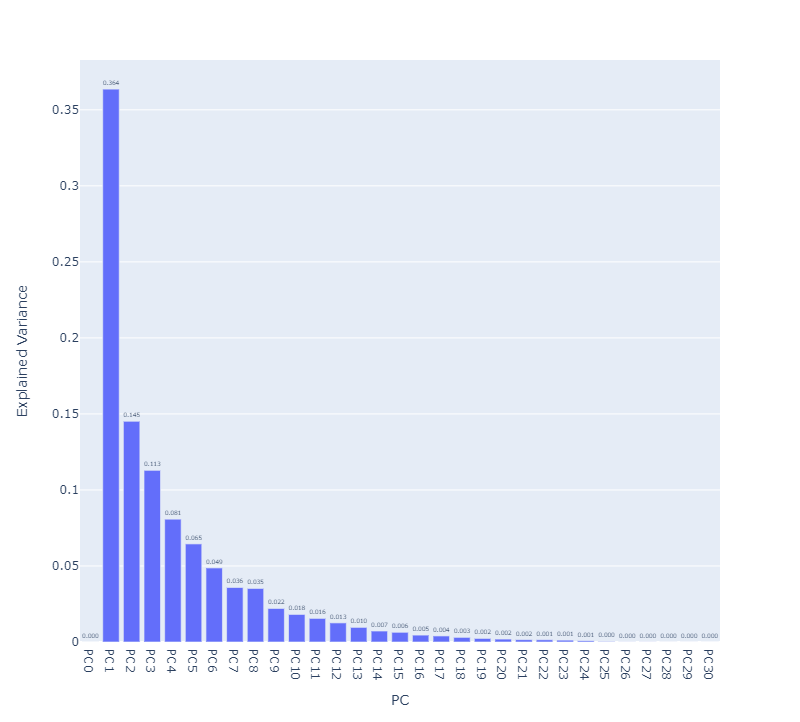 0.35
0.3
0.25
0.2
0.15
0.1
0.05
0
Explained Variance
0.000
0.364
0.145
0.113
0.081
0.065
0.049
0.036
0.035
0.022
0.018
0.016
0.013
0.010
0.007
0.006
0.005
0.004
0.003
0.002
0.002
0.002
0.001
0.001
0.001
0.000
0.000
0.000
0.000
0.000
0.000
PC0
PC1
PC2
PC3
PC4
PC5
PC6
PC7
PC8
PC9
PC10
PC11
PC12
PC13
PC14
PC15
PC16
PC17
PC18
PC19
PC20
PC21
PC22
PC23
PC24
PC25
PC26
PC27
PC28
PC29
PC30
PC